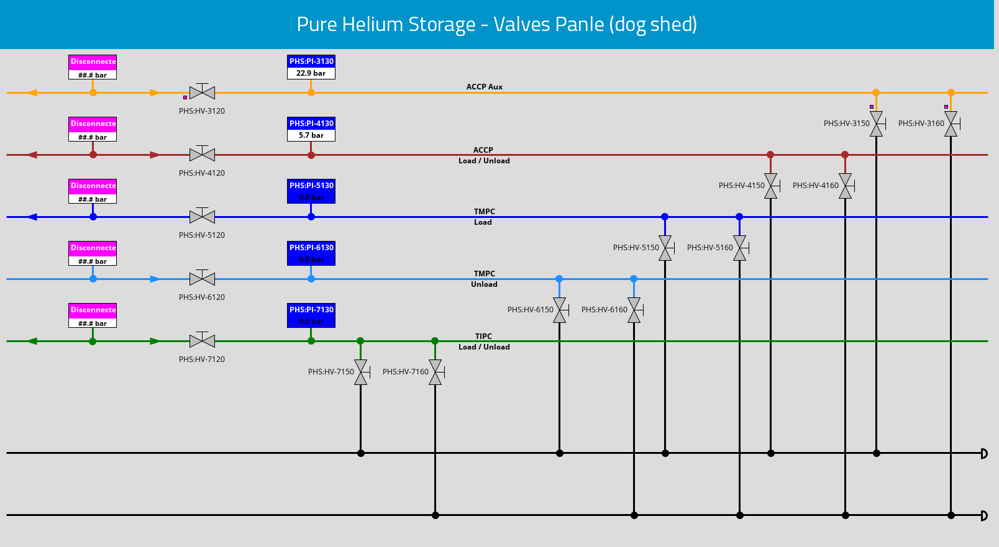 Pure Helium Storage - Valves Panle (dog shed)
Disconnecte
##.# bar
PHS:PI-3130
22.9 bar
ACCP Aux
PHS:HV-3120
PHS:HV-3150
PHS:HV-3160
Disconnecte
##.# bar
PHS:PI-4130
5.7 bar
ACCP
Load / Unload
PHS:HV-4120
PHS:HV-4150
PHS:HV-4160
Disconnecte
##.# bar
PHS:PI-5130
0.0 bar
TMPC
Load
PHS:HV-5120
PHS:HV-5150
PHS:HV-5160
Disconnecte
##.# bar
PHS:PI-6130
0.0 bar
TMPC
Unload
PHS:HV-6120
PHS:HV-6150
PHS:HV-6160
Disconnecte
##.# bar
PHS:PI-7130
0.0 bar
TIPC
Load / Unload
PHS:HV-7120
PHS:HV-7150
PHS:HV-7160